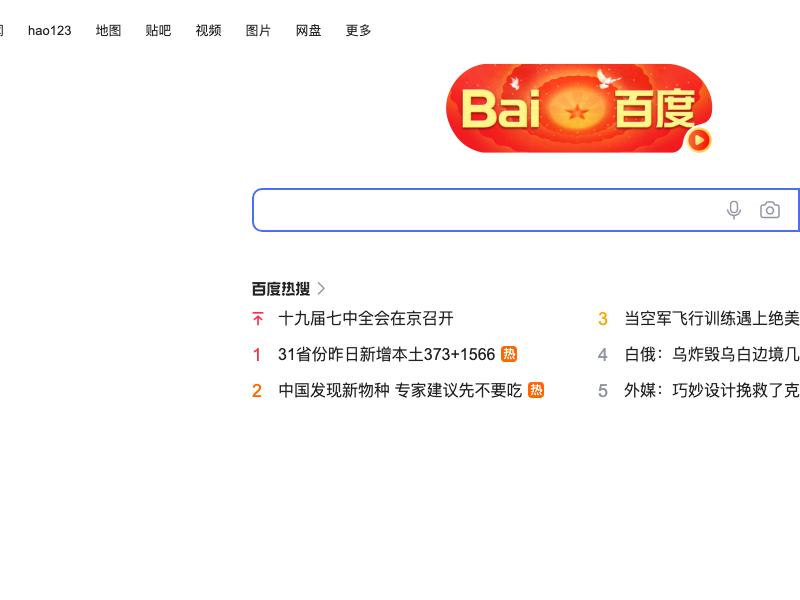 hao123 地图 贴吧 视频 图片 网盘 更多
Bai 百度
百度热搜
十九届七中全会在京召开
1 31省份昨日新增本土373+1566 热
2 中国发现新物种 专家建议先不要吃 热
3 当空军飞行训练遇上绝美
4 白俄：乌炸毁乌白边境几
5 外媒：巧妙设计挽救了克